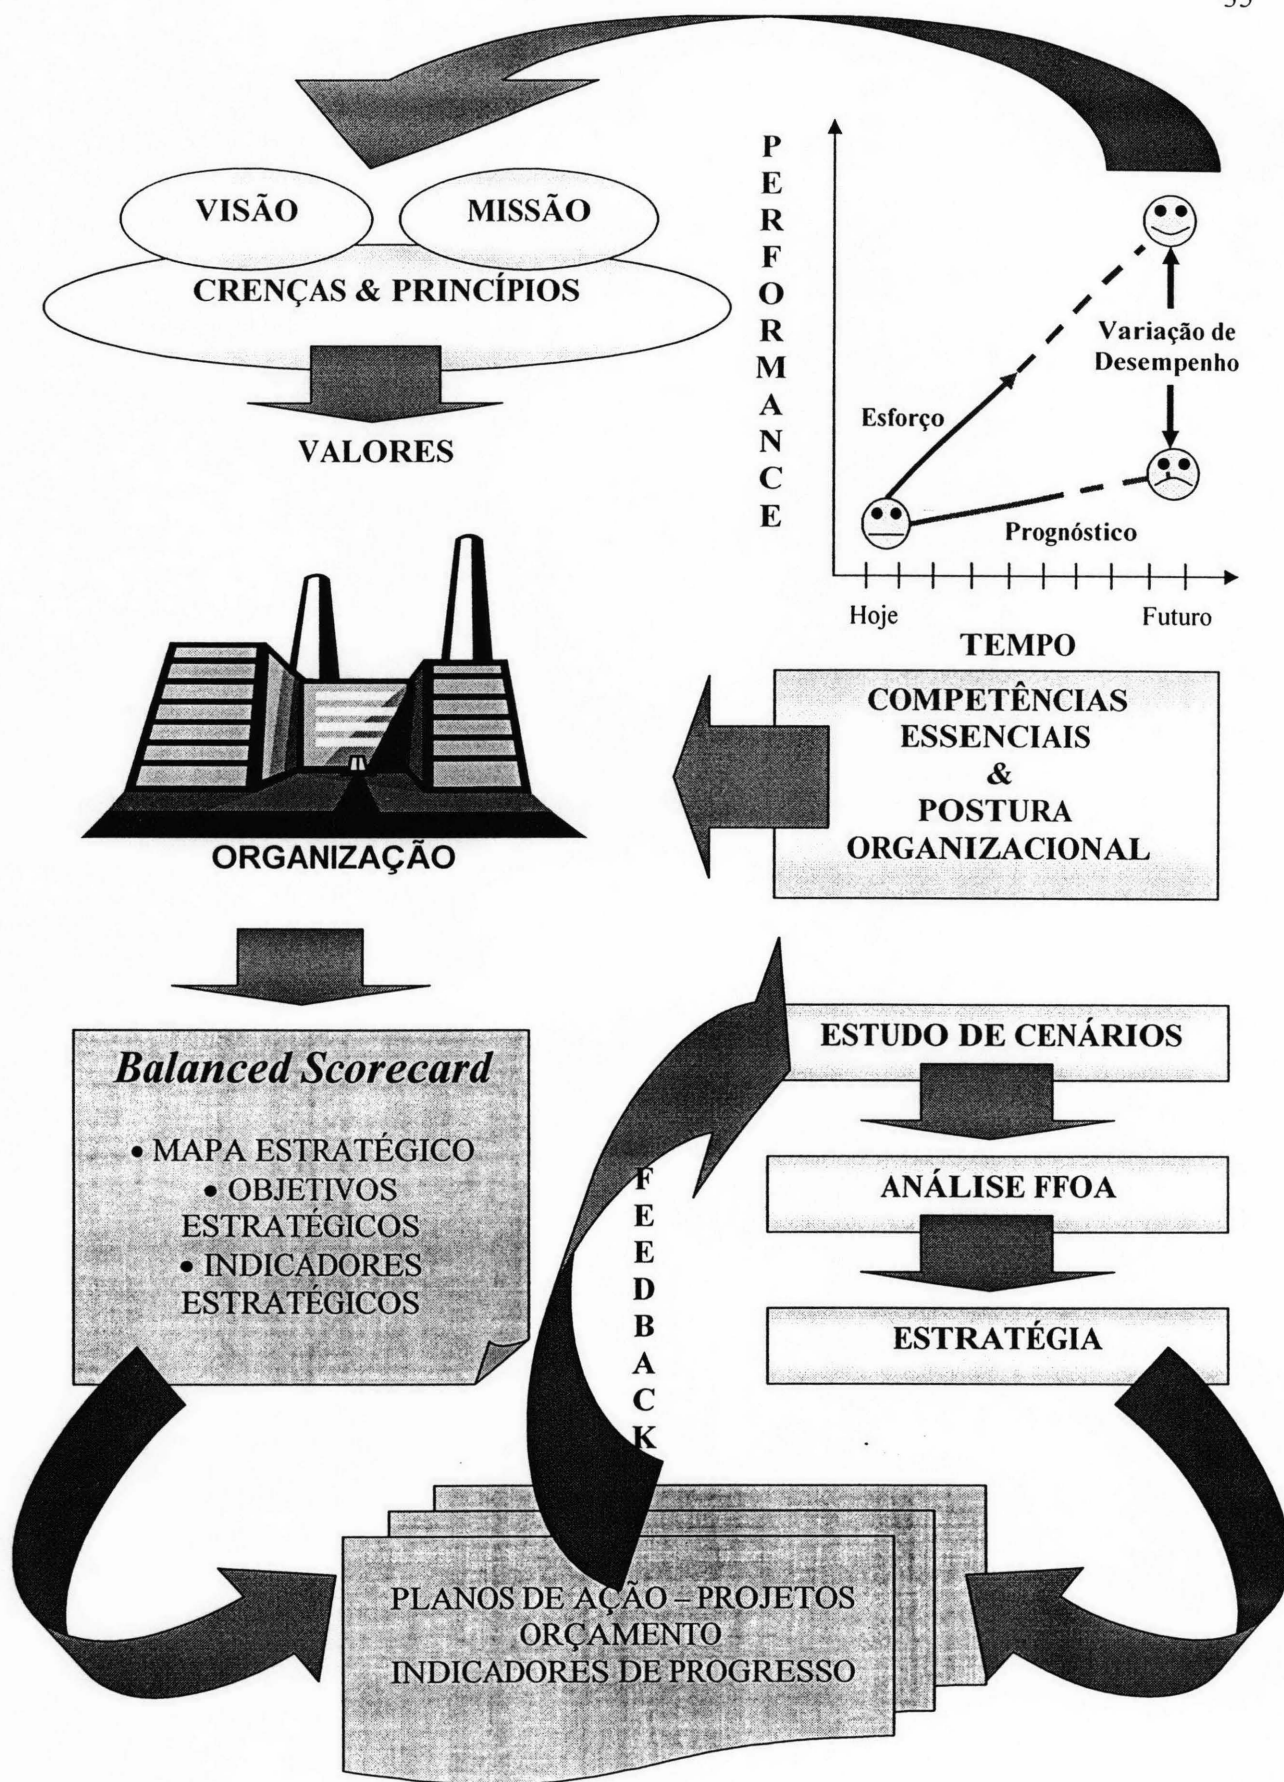 VISÃO
MISSÃO
CRENÇAS & PRINCÍPIOS
VALORES
P
E
R
F
O
R
M
A
N
C
E
Variação de
Desempenho
Esforço
Prognóstico
Hoje
Futuro
TEMPO
ORGANIZAÇÃO
COMPETÊNCIAS
ESSENCIAIS
&
POSTURA
ORGANIZACIONAL
Balanced Scorecard
• MAPA ESTRATÉGICO
• OBJETIVOS
ESTRATÉGICOS
• INDICADORES
ESTRATÉGICOS
F
E
E
D
B
A
C
K
ESTUDO DE CENÁRIOS
ANÁLISE FFOA
ESTRATÉGIA
PLANOS DE AÇÃO – PROJETOS
ORÇAMENTO
INDICADORES DE PROGRESSO